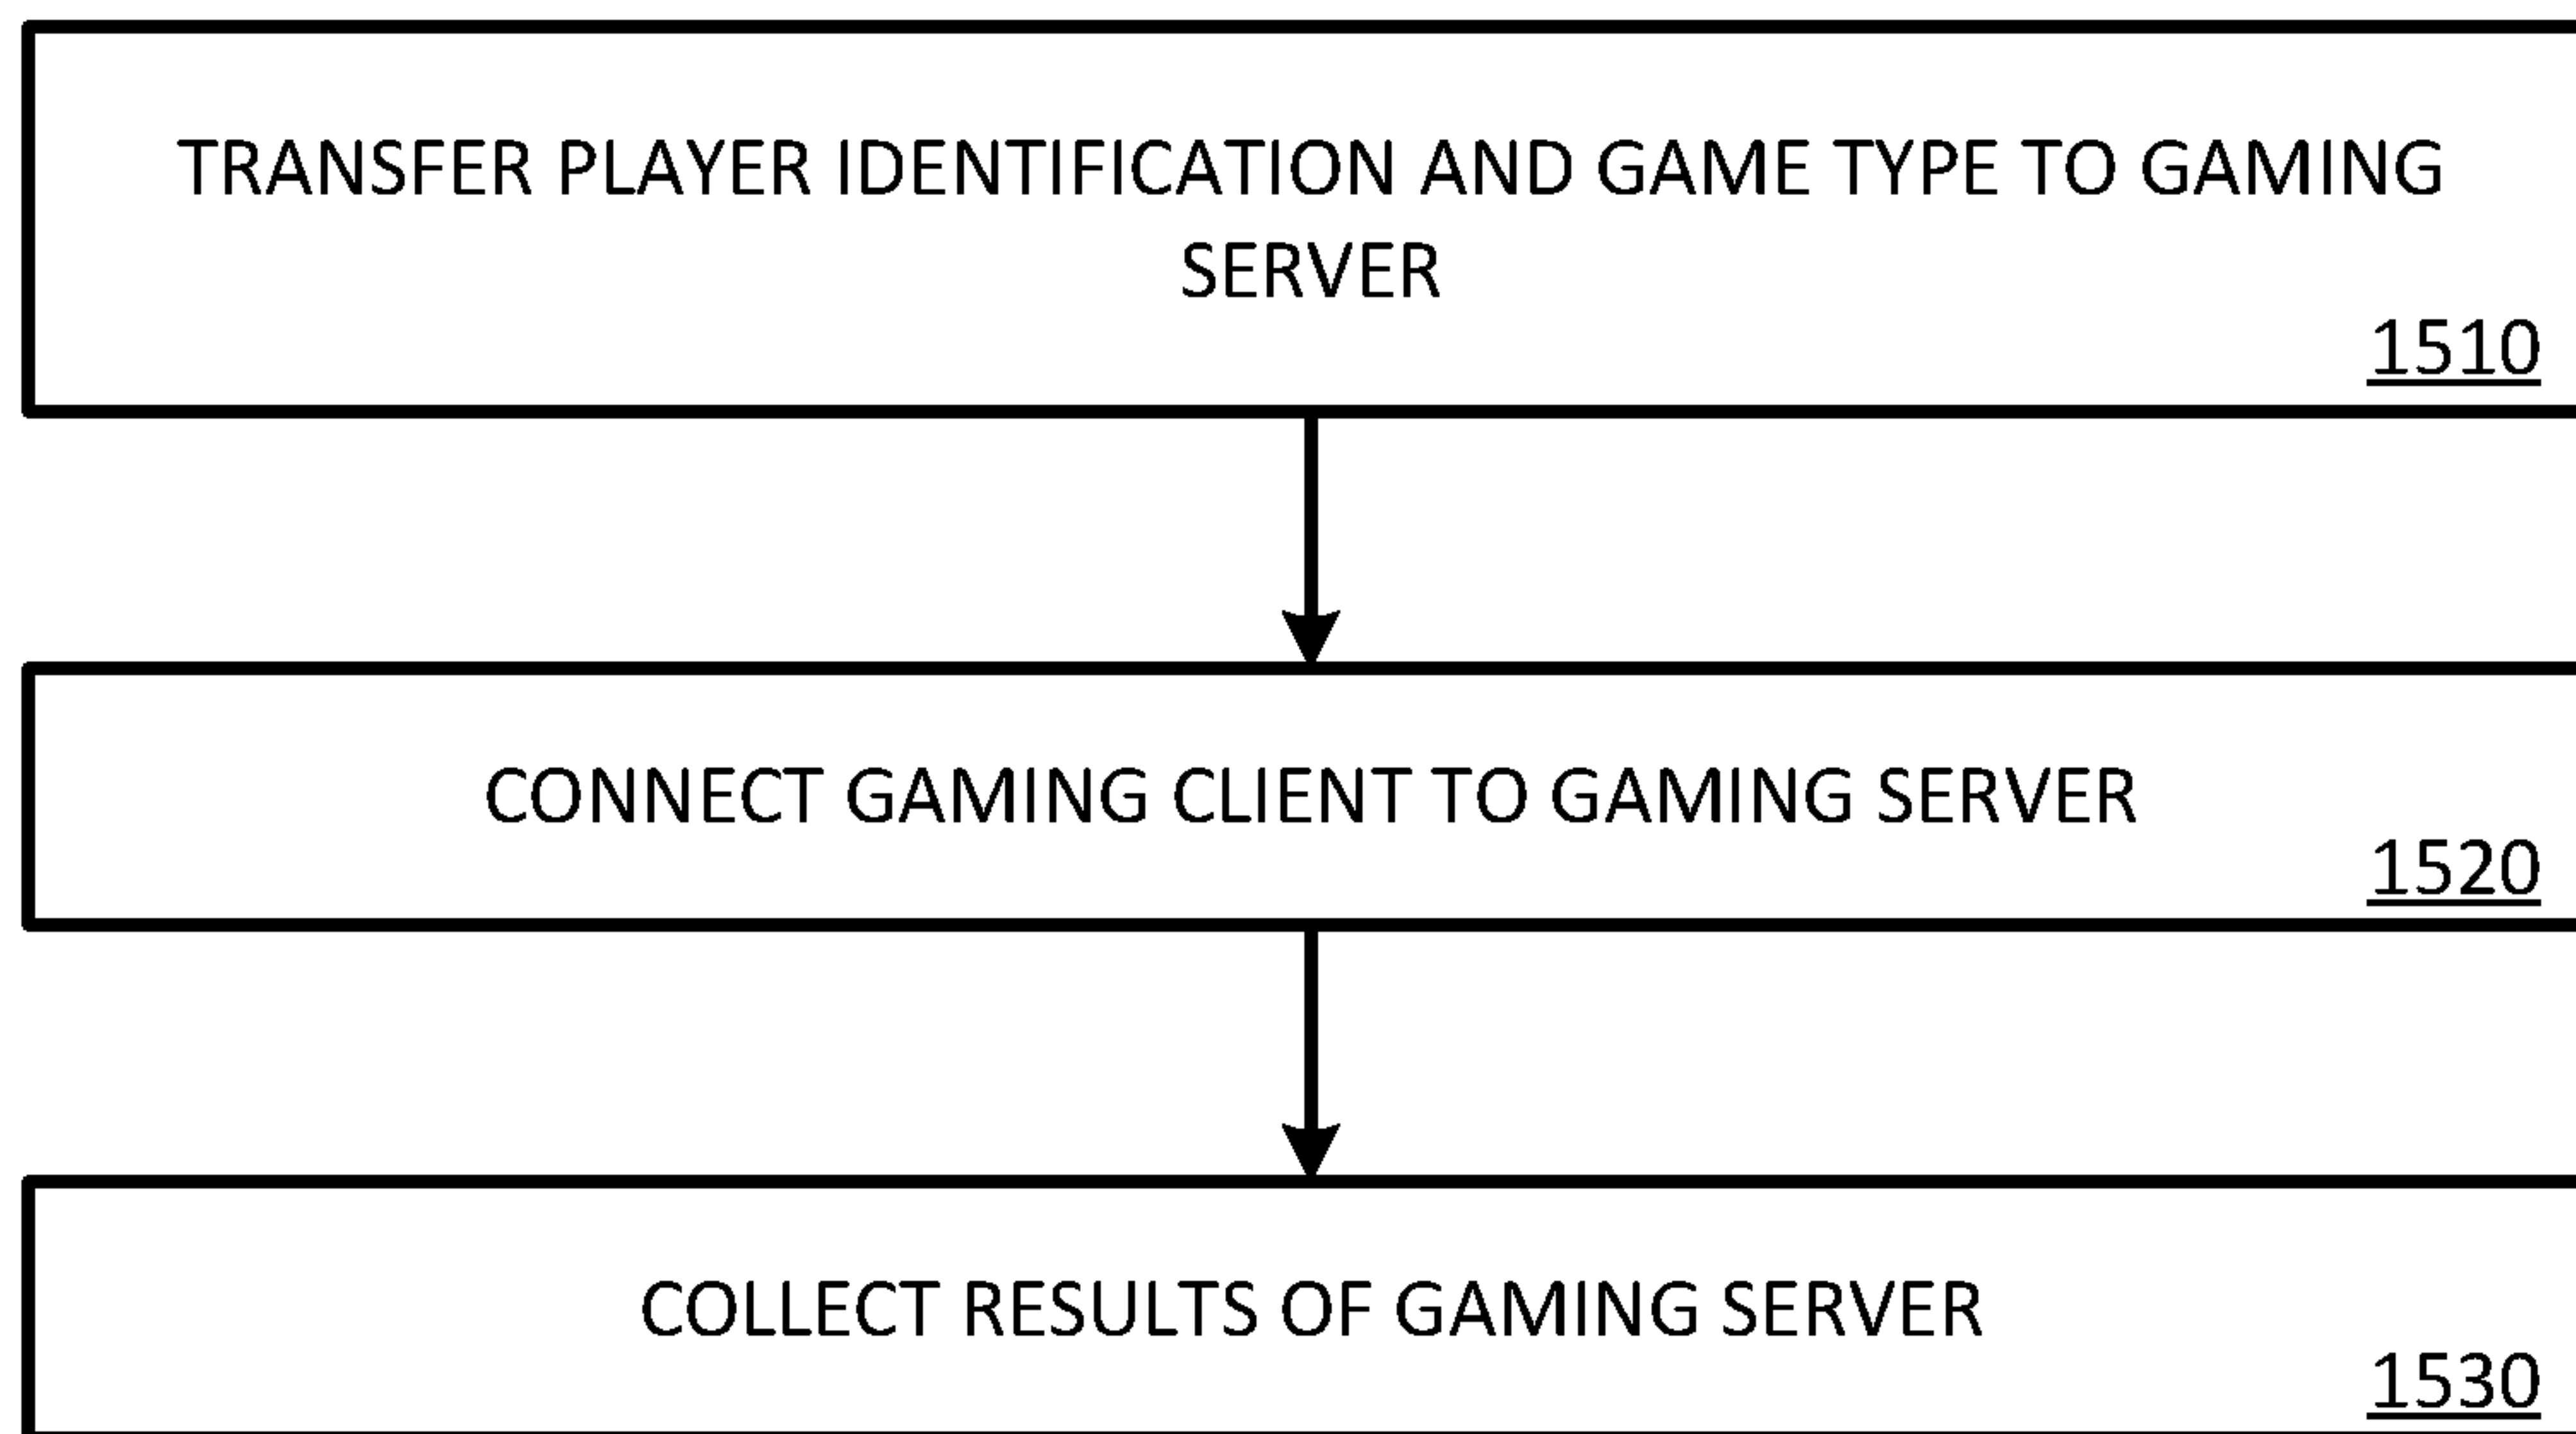 TRANSFER PLAYER IDENTIFICATION AND GAME TYPE TO GAMING
SERVER
1510
CONNECT GAMING CLIENT TO GAMING SERVER
1520
COLLECT RESULTS OF GAMING SERVER
1530